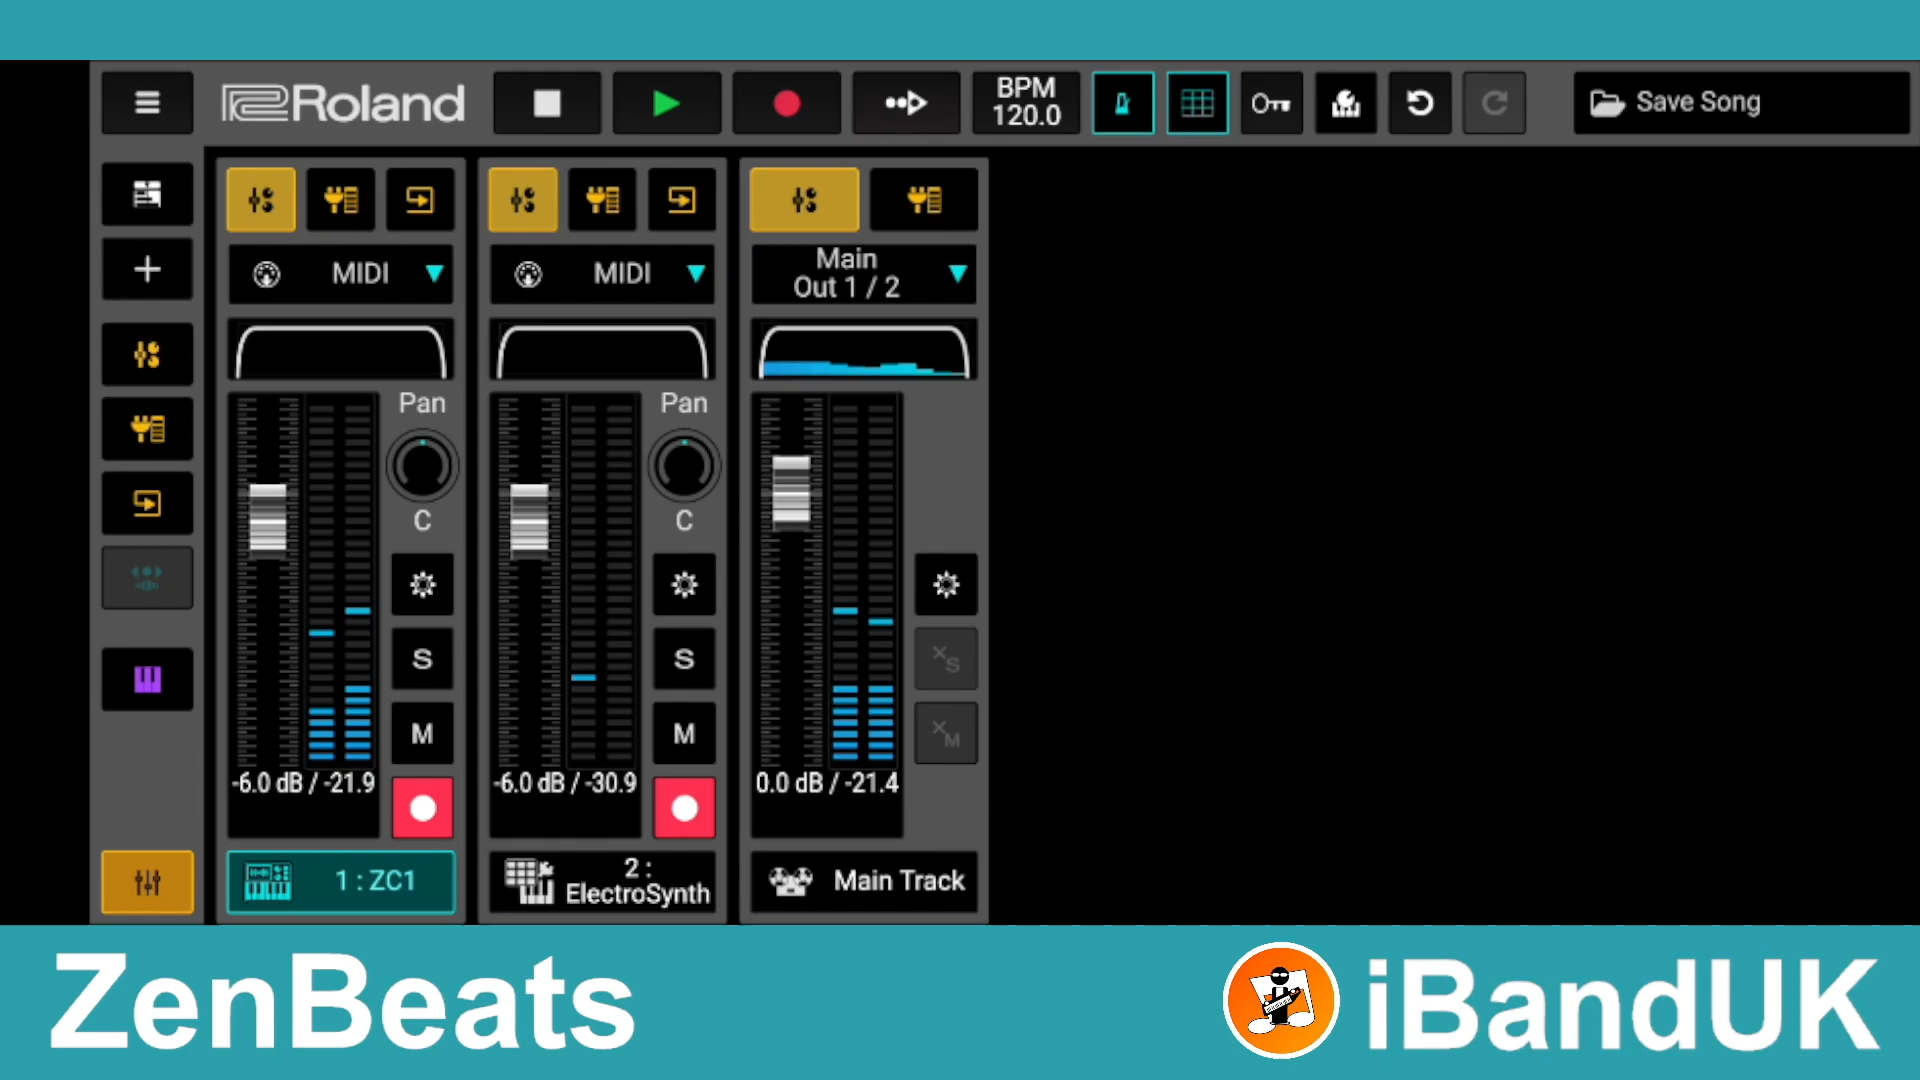 Roland
BPM
120.0
Save Song
MIDI
MIDI
Main
Out 1 / 2
Pan
Pan
C
C
S
S
S
M
M
M
-6.0 dB / -21.9
-6.0 dB / -30.9
0.0 dB / -21.4
1 : ZC1
2 :
ElectroSynth
Main Track
ZenBeats
iBandUK